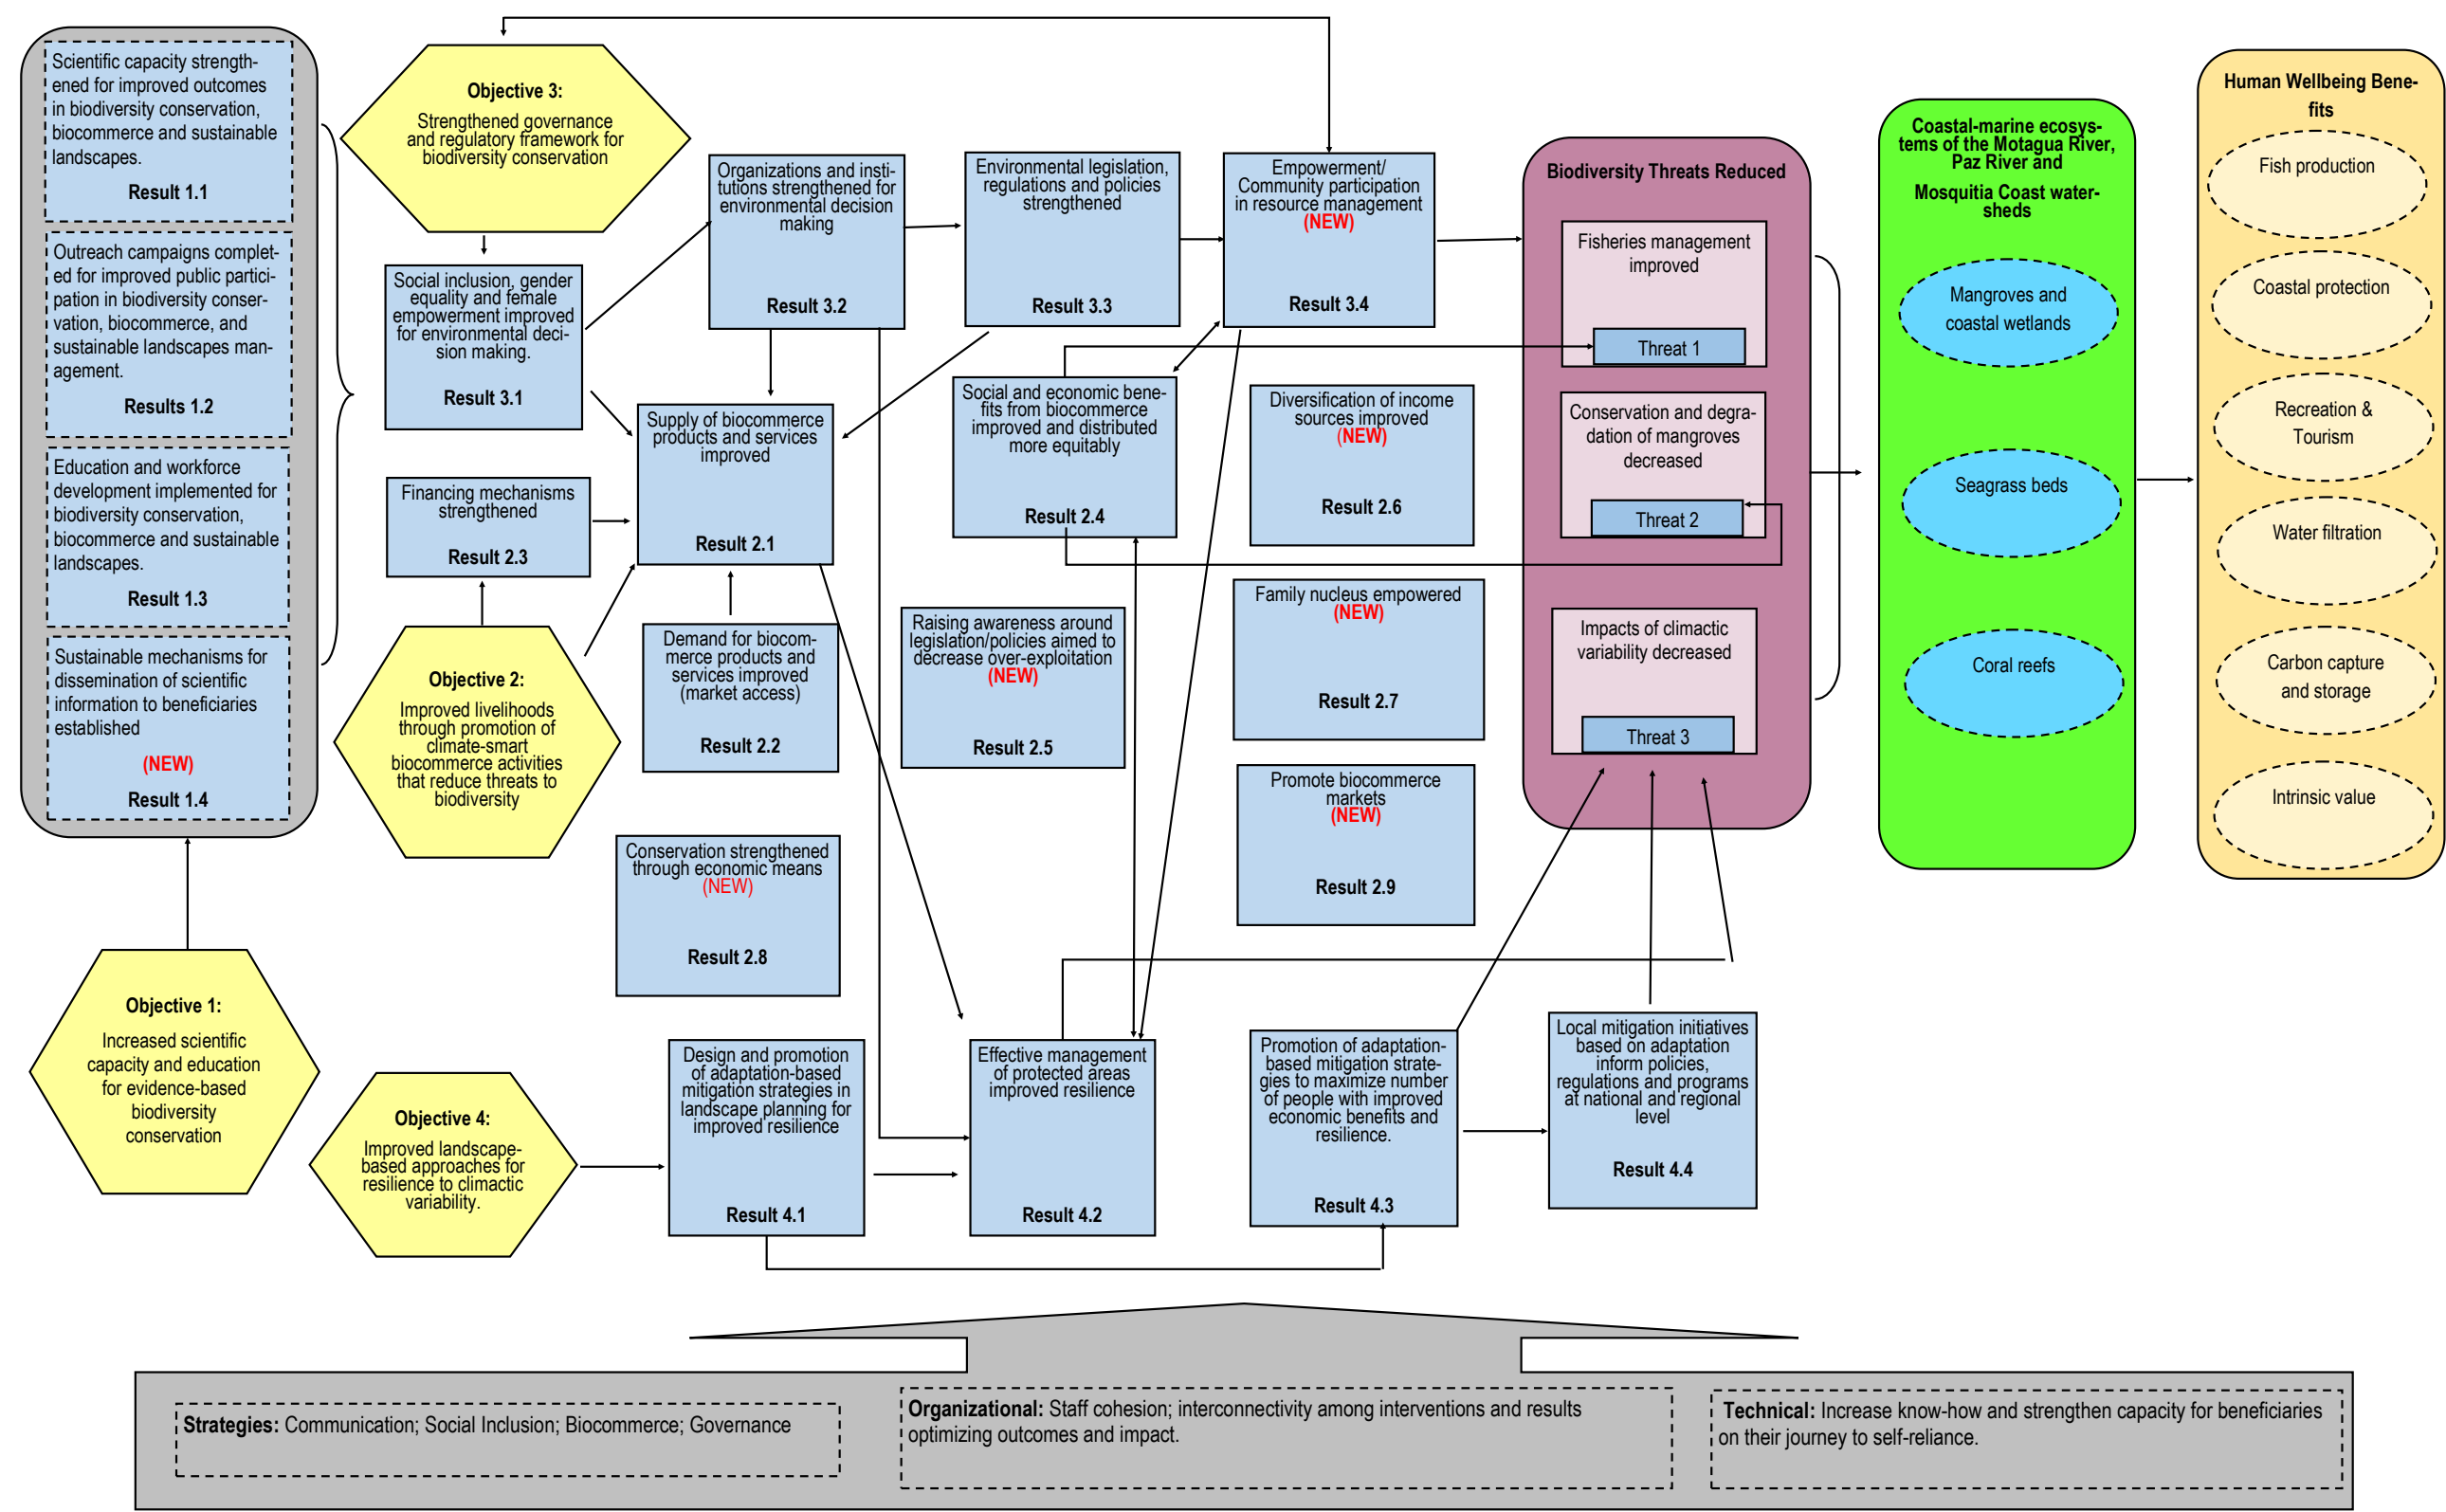 Scientific capacity strength-
ened for improved outcomes
in biodiversity conservation,
biocommerce and sustainable
landscapes.
Result 1.1
Outreach campaigns complet-
ed for improved public partici-
pation in biodiversity conser-
vation, biocommerce, and
sustainable landscapes man-
agement.
Results 1.2
Education and workforce
development implemented for
biodiversity conservation,
biocommerce and sustainable
landscapes.
Result 1.3
Sustainable mechanisms for
dissemination of scientific
information to beneficiaries
established
(NEW)
Result 1.4
Objective 1:
Increased scientific
capacity and education
for evidence-based
biodiversity
conservation
Objective 3:
Strengthened governance
and regulatory framework for
biodiversity conservation
Social inclusion, gender
equality and female
empowerment improved
for environmental deci-
sion making.
Result 3.1
Organizations and insti-
tutions strengthened for
environmental decision
making
Result 3.2
Environmental legislation,
regulations and policies
strengthened
Result 3.3
Empowerment/
Community participation
in resource management
(NEW)
Result 3.4
Financing mechanisms
strengthened
Result 2.3
Supply of biocommerce
products and services
improved
Result 2.1
Social and economic bene-
fits from biocommerce
improved and distributed
more equitably
Result 2.4
Diversification of income
sources improved
(NEW)
Result 2.6
Objective 2:
Improved livelihoods
through promotion of
climate-smart
biocommerce activities
that reduce threats to
biodiversity
Demand for biocom-
merce products and
services improved
(market access)
Result 2.2
Raising awareness around
legislation/policies aimed to
decrease over-exploitation
(NEW)
Result 2.5
Family nucleus empowered
(NEW)
Result 2.7
Conservation strengthened
through economic means
(NEW)
Result 2.8
Promote biocommerce
markets
(NEW)
Result 2.9
Objective 4:
Improved landscape-
based approaches for
resilience to climactic
variability.
Design and promotion
of adaptation-based
mitigation strategies in
landscape planning for
improved resilience
Result 4.1
Effective management
of protected areas
improved resilience
Result 4.2
Promotion of adaptation-
based mitigation strate-
gies to maximize number
of people with improved
economic benefits and
resilience.
Result 4.3
Local mitigation initiatives
based on adaptation
inform policies,
regulations and programs
at national and regional
level
Result 4.4
Biodiversity Threats Reduced
Fisheries management
improved
Threat 1
Conservation and degra-
dation of mangroves
decreased
Threat 2
Impacts of climactic
variability decreased
Threat 3
Coastal-marine ecosys-
tems of the Motagua River,
Paz River and
Mosquitia Coast water-
sheds
Mangroves and
coastal wetlands
Seagrass beds
Coral reefs
Human Wellbeing Bene-
fits
Fish production
Coastal protection
Recreation &
Tourism
Water filtration
Carbon capture
and storage
Intrinsic value
Strategies: Communication; Social Inclusion; Biocommerce; Governance
Organizational: Staff cohesion; interconnectivity among interventions and results
optimizing outcomes and impact.
Technical: Increase know-how and strengthen capacity for beneficiaries
on their journey to self-reliance.